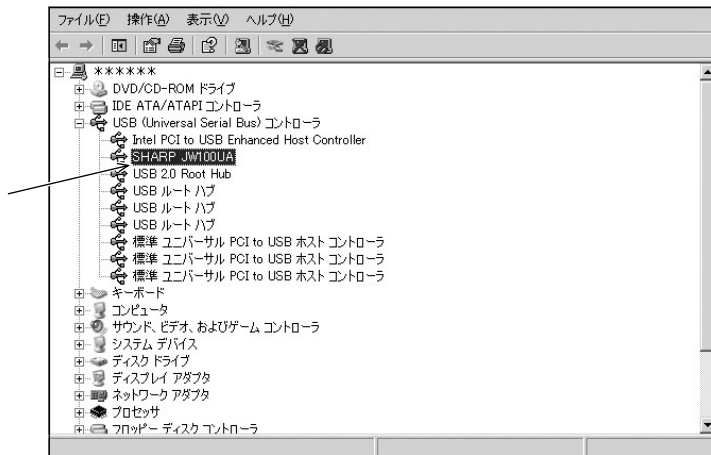 ファイル(F) 操作(A) 表示(V) ヘルプ(H)
******
DVD/CD-ROM ドライブ
IDE ATA/ATAPI コントローラ
USB (Universal Serial Bus) コントローラ
Intel PCI to USB Enhanced Host Controller
SHARP JW100UA
USB 2.0 Root Hub
USB ルート ハブ
USB ルート ハブ
USB ルート ハブ
標準 ユニバーサル PCI to USB ホスト コントローラ
標準 ユニバーサル PCI to USB ホスト コントローラ
標準 ユニバーサル PCI to USB ホスト コントローラ
キーボード
コンピュータ
サウンド、ビデオ、およびゲーム コントローラ
システム デバイス
ディスク ドライブ
ディスプレイ アダプタ
ネットワーク アダプタ
プロセッサ
フロッピー ディスク コントローラ